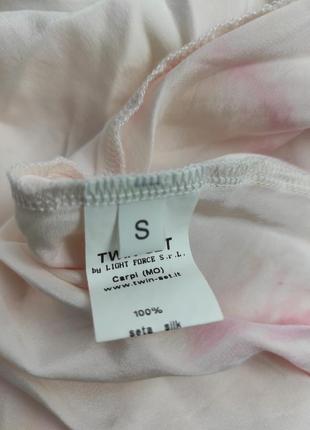 S
TWIN-SET
by LIGHT FORCE S.r.L.
Carpi (MO)
www.twin-set.it
100%
seta silk